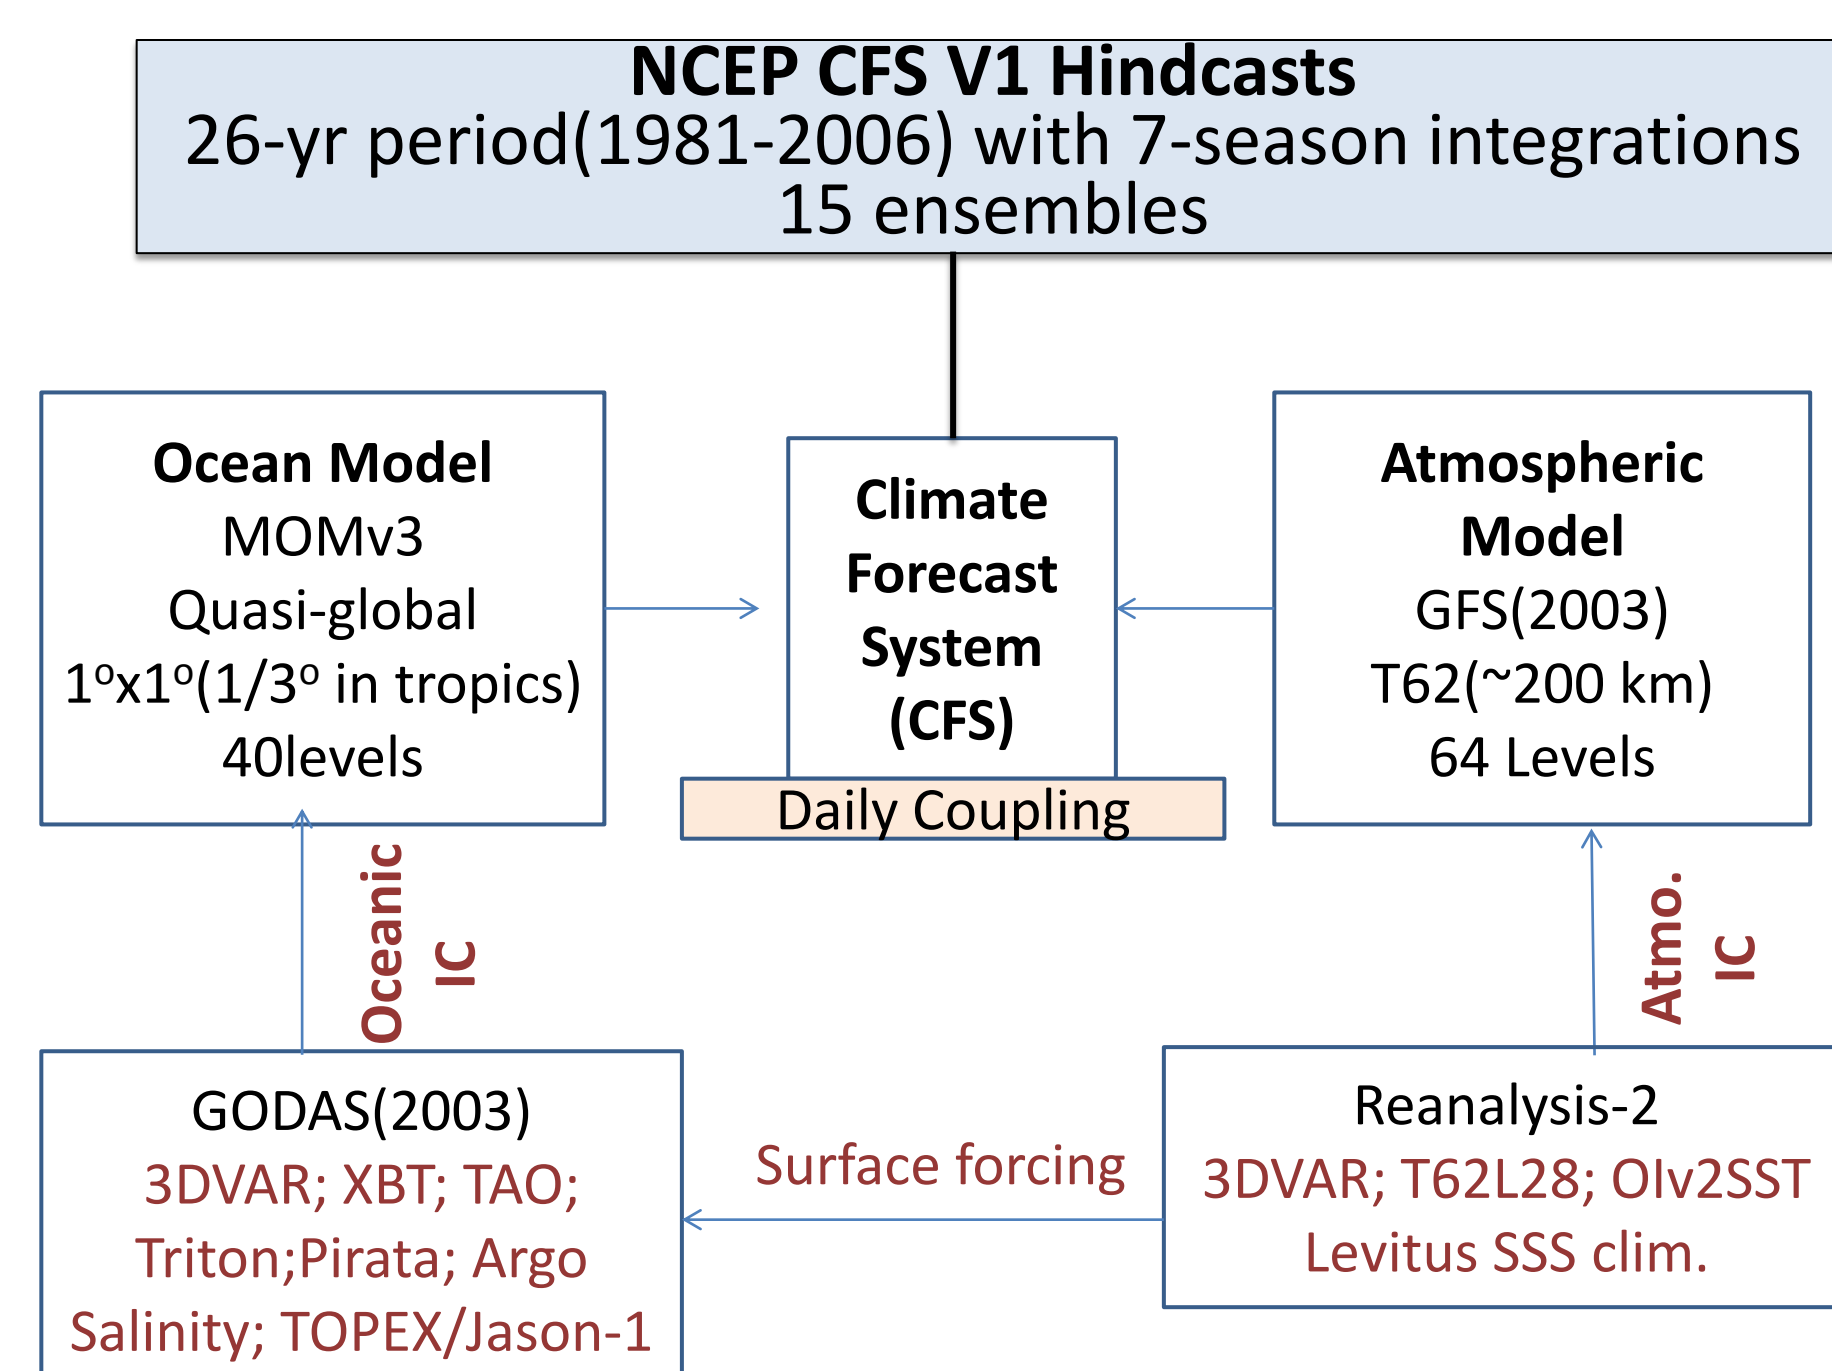 NCEP CFS V1 Hindcasts
26-yr period(1981-2006) with 7-season integrations
15 ensembles
Ocean Model
MOMv3
Quasi-global
1ºx1º(1/3º in tropics)
40levels
Climate
Forecast
System
(CFS)
Daily Coupling
Atmospheric
Model
GFS(2003)
T62(~200 km)
64 Levels
Oceanic
IC
Atmo.
IC
GODAS(2003)
3DVAR; XBT; TAO;
Triton;Pirata; Argo
Salinity; TOPEX/Jason-1
Surface forcing
Reanalysis-2
3DVAR; T62L28; OIv2SST
Levitus SSS clim.